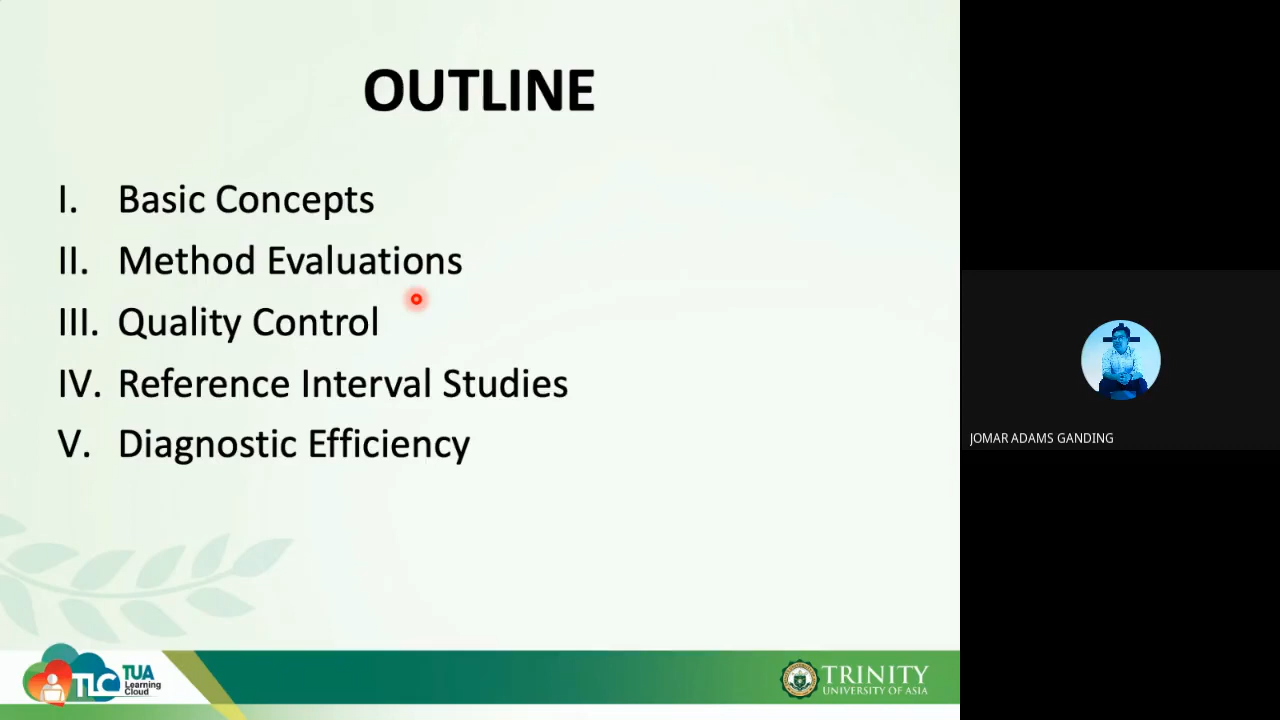 OUTLINE
I. Basic Concepts
II. Method Evaluations
III. Quality Control
IV. Reference Interval Studies
V. Diagnostic Efficiency
JOMAR ADAMS GANDING
TLC TUA
Learning
Cloud
TRINITY
UNIVERSITY OF ASIA